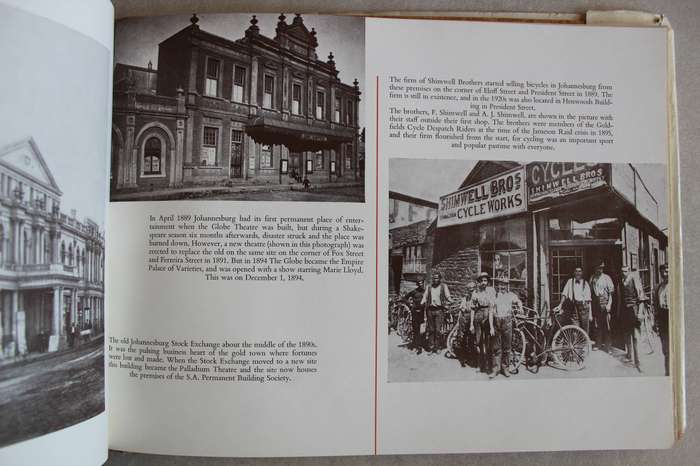 In April 1889 Johannesburg had its first permanent place of enter-
tainment when the Globe Theatre was built, but during a Shake-
speare season six months afterwards, disaster struck and the place was
burned down, However, a new theatre (shown in this photograph) was
erected to replace the old on the same site on the corner of Fox Street
and Ferreira Street in 1891. But in 1894 The Globe became the Empire
Palace of Varieties, and was opened with a show starring Marie Lloyd.
This was on December 1, 1894.
The old Johannesburg Stock Exchange about the middle of the 1890s.
It was the pulsing business heart of the gold town where fortunes
were lost and made. When the Stock Exchange moved to a new site
this building became the Palladium Theatre and the site now houses
the premises of the S.A. Permanent Building Society.
The firm of Shimwell Brothers started selling bicycles in Johannesburg from
these premises on the corner of Eloff Street and President Street in 1889. The
firm is still in existence, and in the 1920s was also located in Henwoods Build-
ing in President Street.
The brothers, F. Shimwell and A. J. Shimwell, are shown in the picture with
their staff outside their first shop. The brothers were members of the Gold-
fields Cycle Despatch Riders at the time of the Jameson Raid crisis in 1895,
and their firm flourished from the start, for cycling was an important sport
and popular pastime with everyone.
SHIMWELL BROS
CYCLE WORKS
CYCLE
SHIMWELL BROS